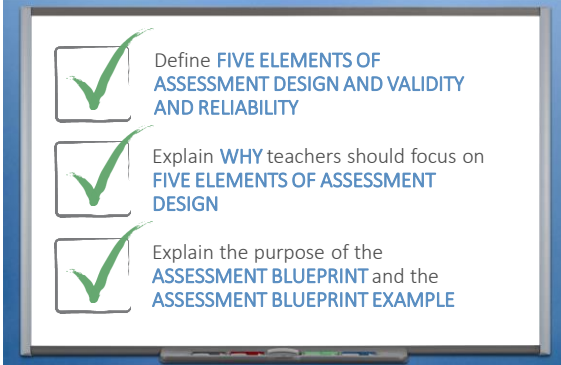 Define FIVE ELEMENTS OF
ASSESSMENT DESIGN AND VALIDITY
AND RELIABILITY
Explain WHY teachers should focus on
FIVE ELEMENTS OF ASSESSMENT
DESIGN
Explain the purpose of the
ASSESSMENT BLUEPRINT and the
ASSESSMENT BLUEPRINT EXAMPLE